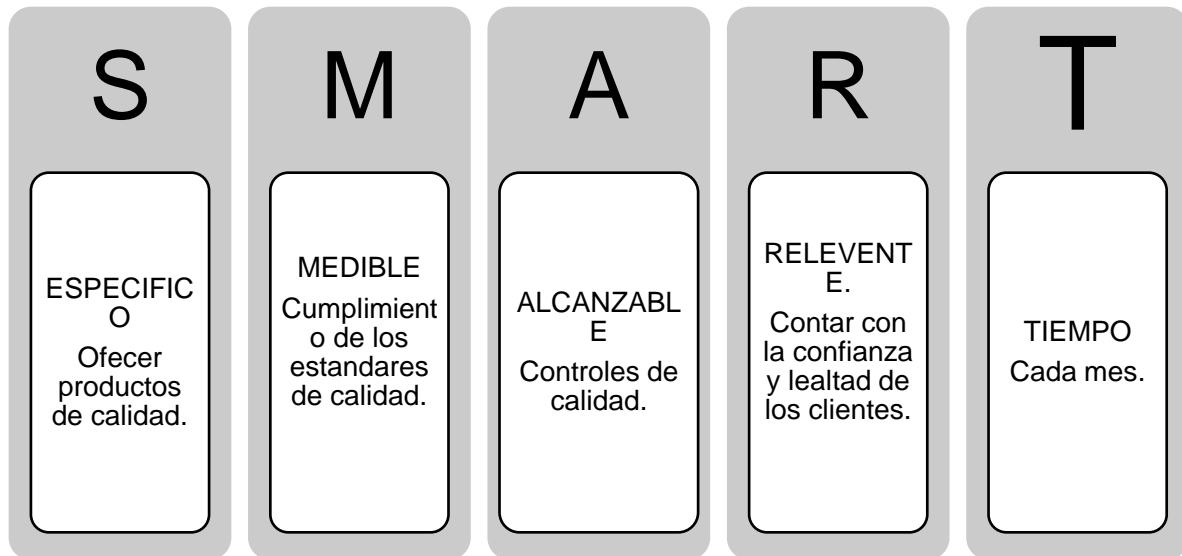 S
ESPECIFIC
O
Ofecer
productos
de calidad.
M
MEDIBLE
Cumplimient
o de los
estandares
de calidad.
A
ALCANZABL
E
Controles de
calidad.
R
RELEVENT
E.
Contar con
la confianza
y lealtad de
los clientes.
T
TIEMPO
Cada mes.